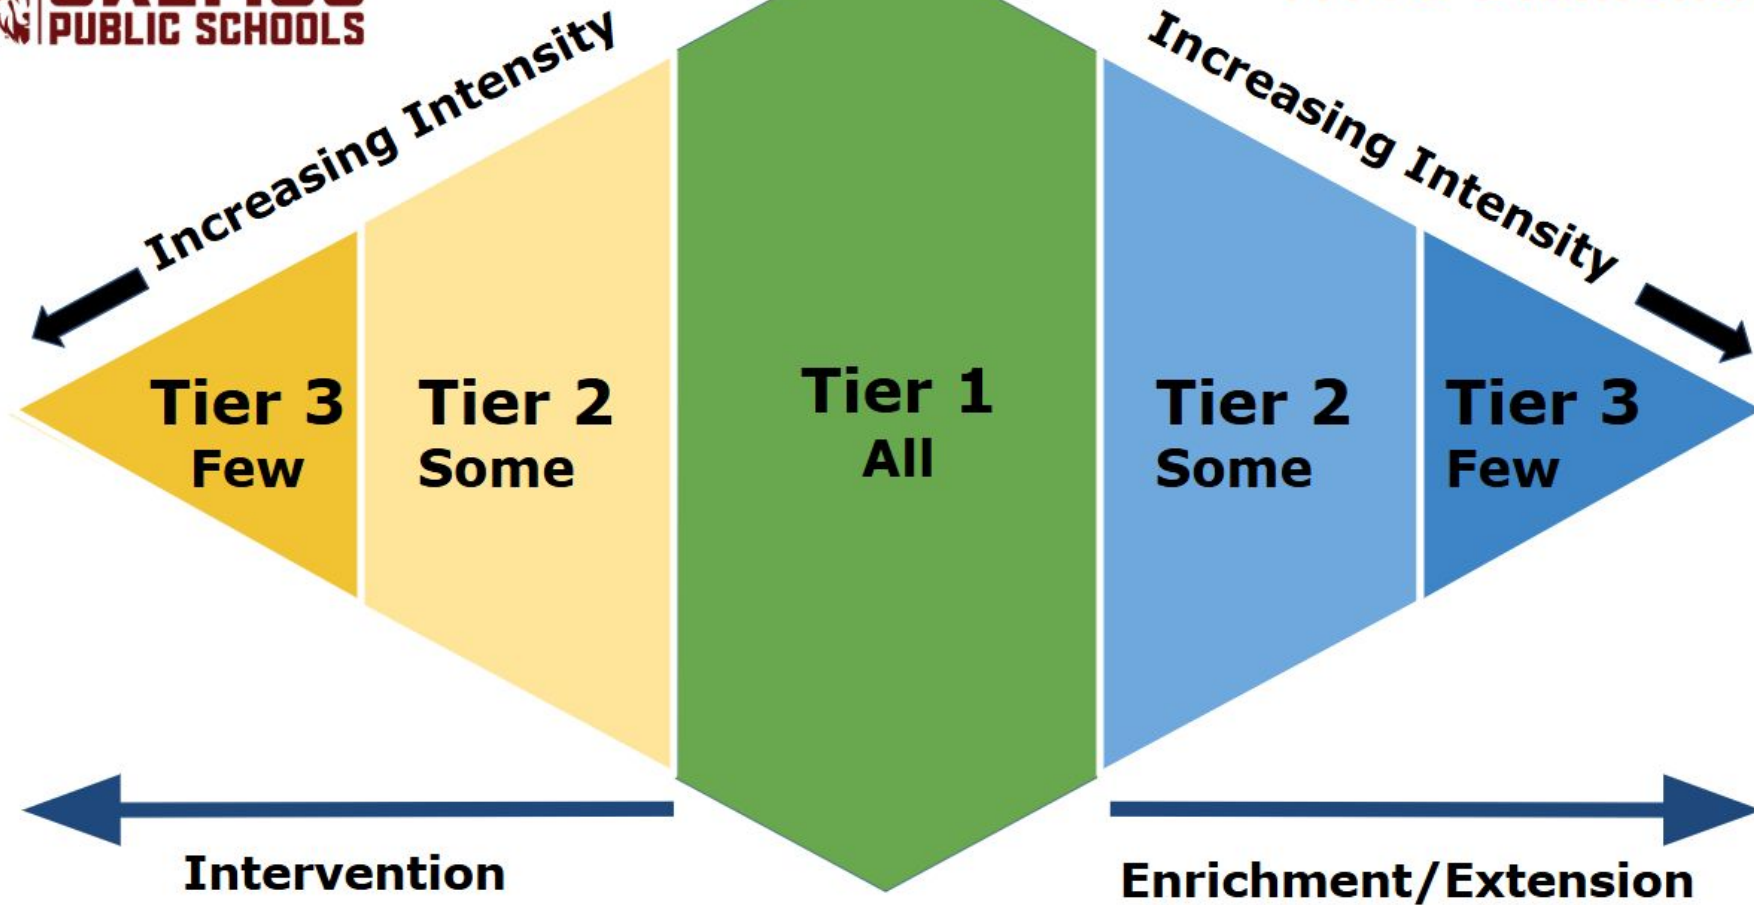 PUBLIC SCHOOLS
Increasing Intensity
Increasing Intensity
Tier 3
Few
Tier 2
Some
Tier 1
All
Tier 2
Some
Tier 3
Few
Intervention
Enrichment/Extension